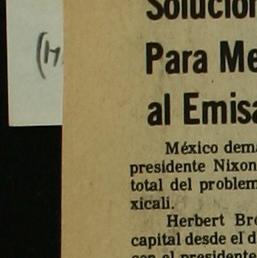 Solucion
Para Me
al Emisa
México dema
presidente Nixon
total del problem
xicali.
Herbert Bro
capital desde el d
con el presidente